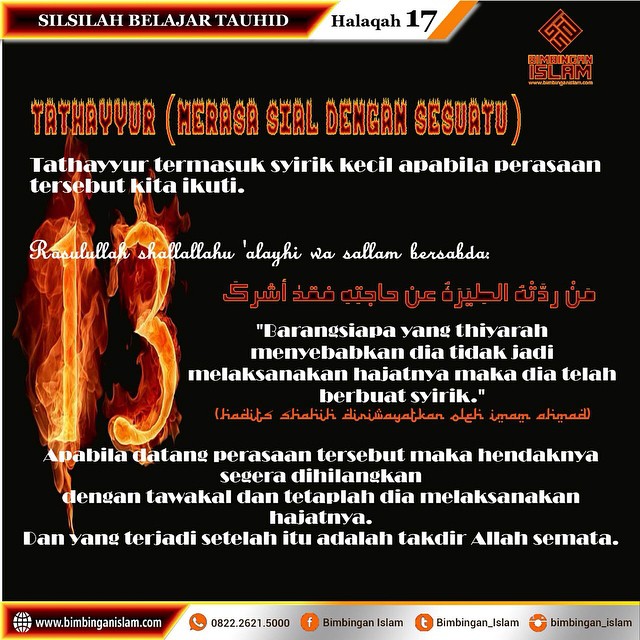 SILSILAH BELAJAR TAUHID
Halaqah 17
BIMBINGAN
ISLAM
www.bimbinganislam.com
TATHAYYUR (MERASA SIAL DENGAN SESUATU)
Tathayyur termasuk syirik kecil apabila perasaan
tersebut kita ikuti.
13
Rasulullah shallallahu 'alayhi wa sallam bersabda:
مَنْ ردَّتْهُ الطِيَرَةُ عن حاجتِهِ فقدْ أشركَ
"Barangsiapa yang thiyarah
menyebabkan dia tidak jadi
melaksanakan hajatnya maka dia telah
berbuat syirik."
(hadits shahih diriwayatkan oleh imam ahmad)
Apabila datang perasaan tersebut maka hendaknya
segera dihilangkan
dengan tawakal dan tetaplah dia melaksanakan
hajatnya.
Dan yang terjadi setelah itu adalah takdir Allah semata.
www.bimbinganislam.com
0822.2621.5000
Bimbingan Islam
Bimbingan_Islam
bimbingan_islam